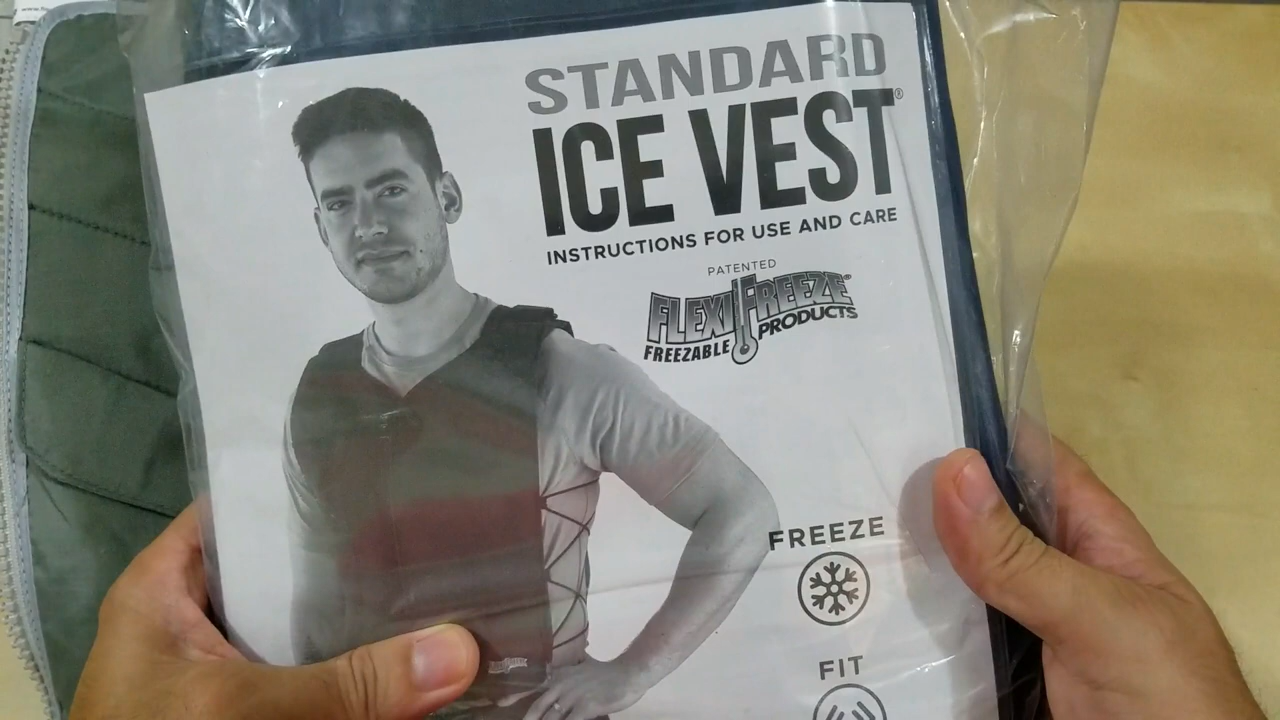 STANDARD
ICE VEST®
INSTRUCTIONS FOR USE AND CARE
PATENTED
FLEXIFREEZE®
FREEZABLE PRODUCTS
FREEZE
FIT